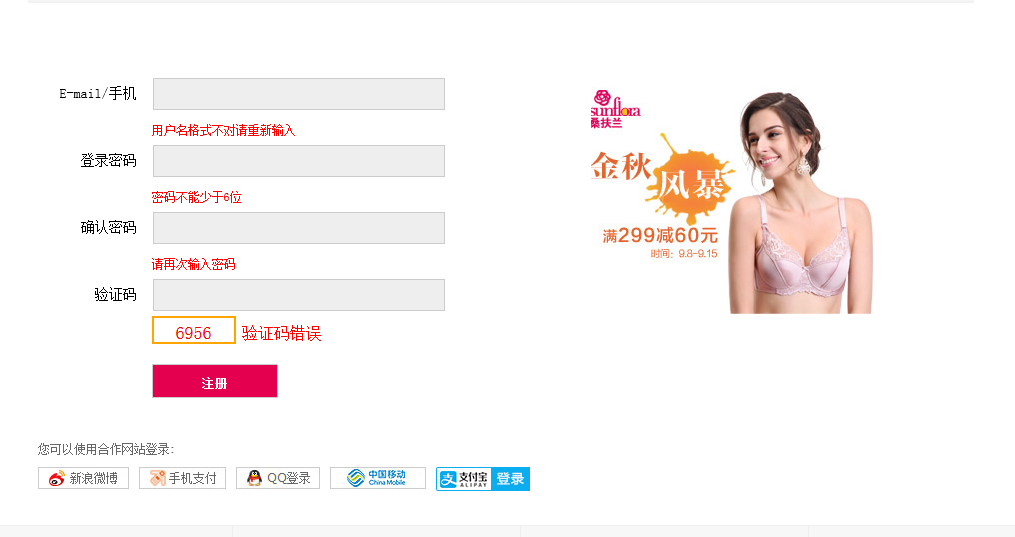 E-mail/手机
用户名格式不对请重新输入
登录密码
密码不能少于6位
确认密码
请再次输入密码
验证码
6956 验证码错误
注册
sunflora
桑扶兰
金秋
风暴
满299减60元
时间：9.8-9.15
您可以使用合作网站登录：
新浪微博 手机支付 QQ登录 中国移动 支付宝 登录
China Mobile ALIPAY